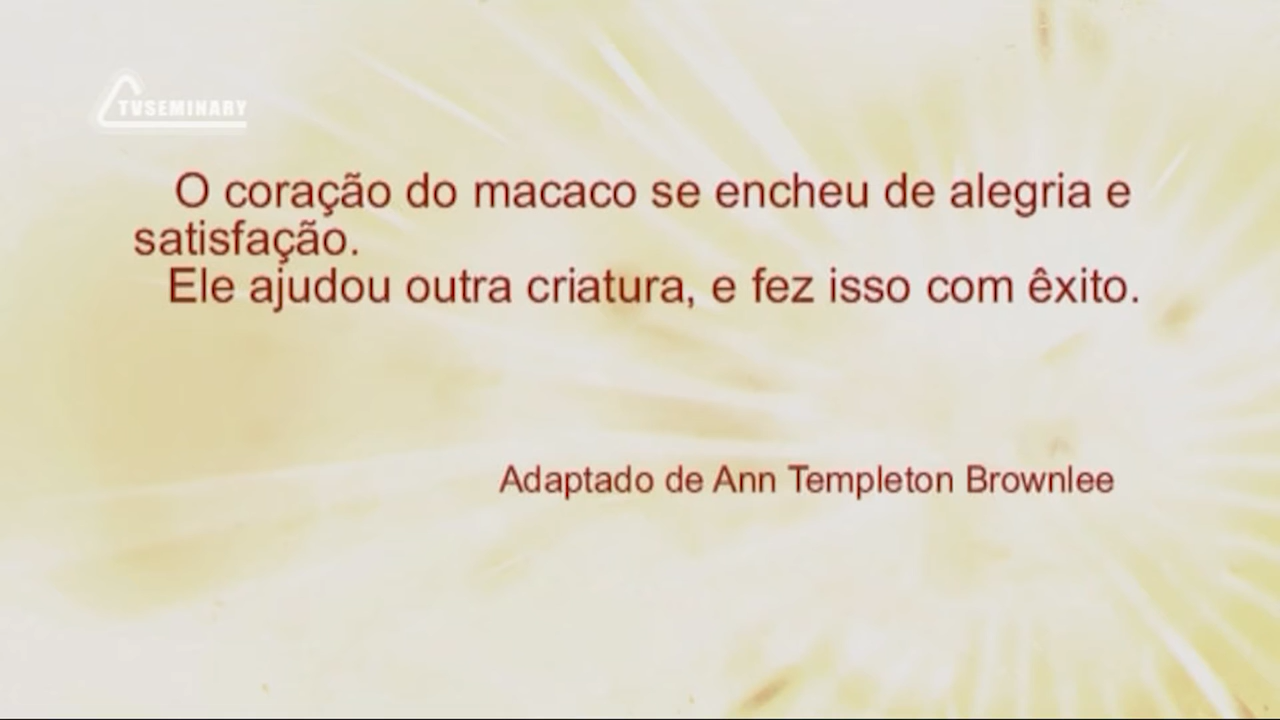 TVSEMINARY
O coração do macaco se encheu de alegria e
satisfação.
Ele ajudou outra criatura, e fez isso com êxito.
Adaptado de Ann Templeton Brownlee